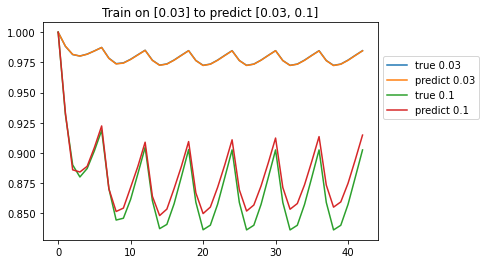 Train on [0.03] to predict [0.03, 0.1]
1.000
0.975
0.950
0.925
0.900
0.875
0.850
0
10
20
30
40
true 0.03
predict 0.03
true 0.1
predict 0.1